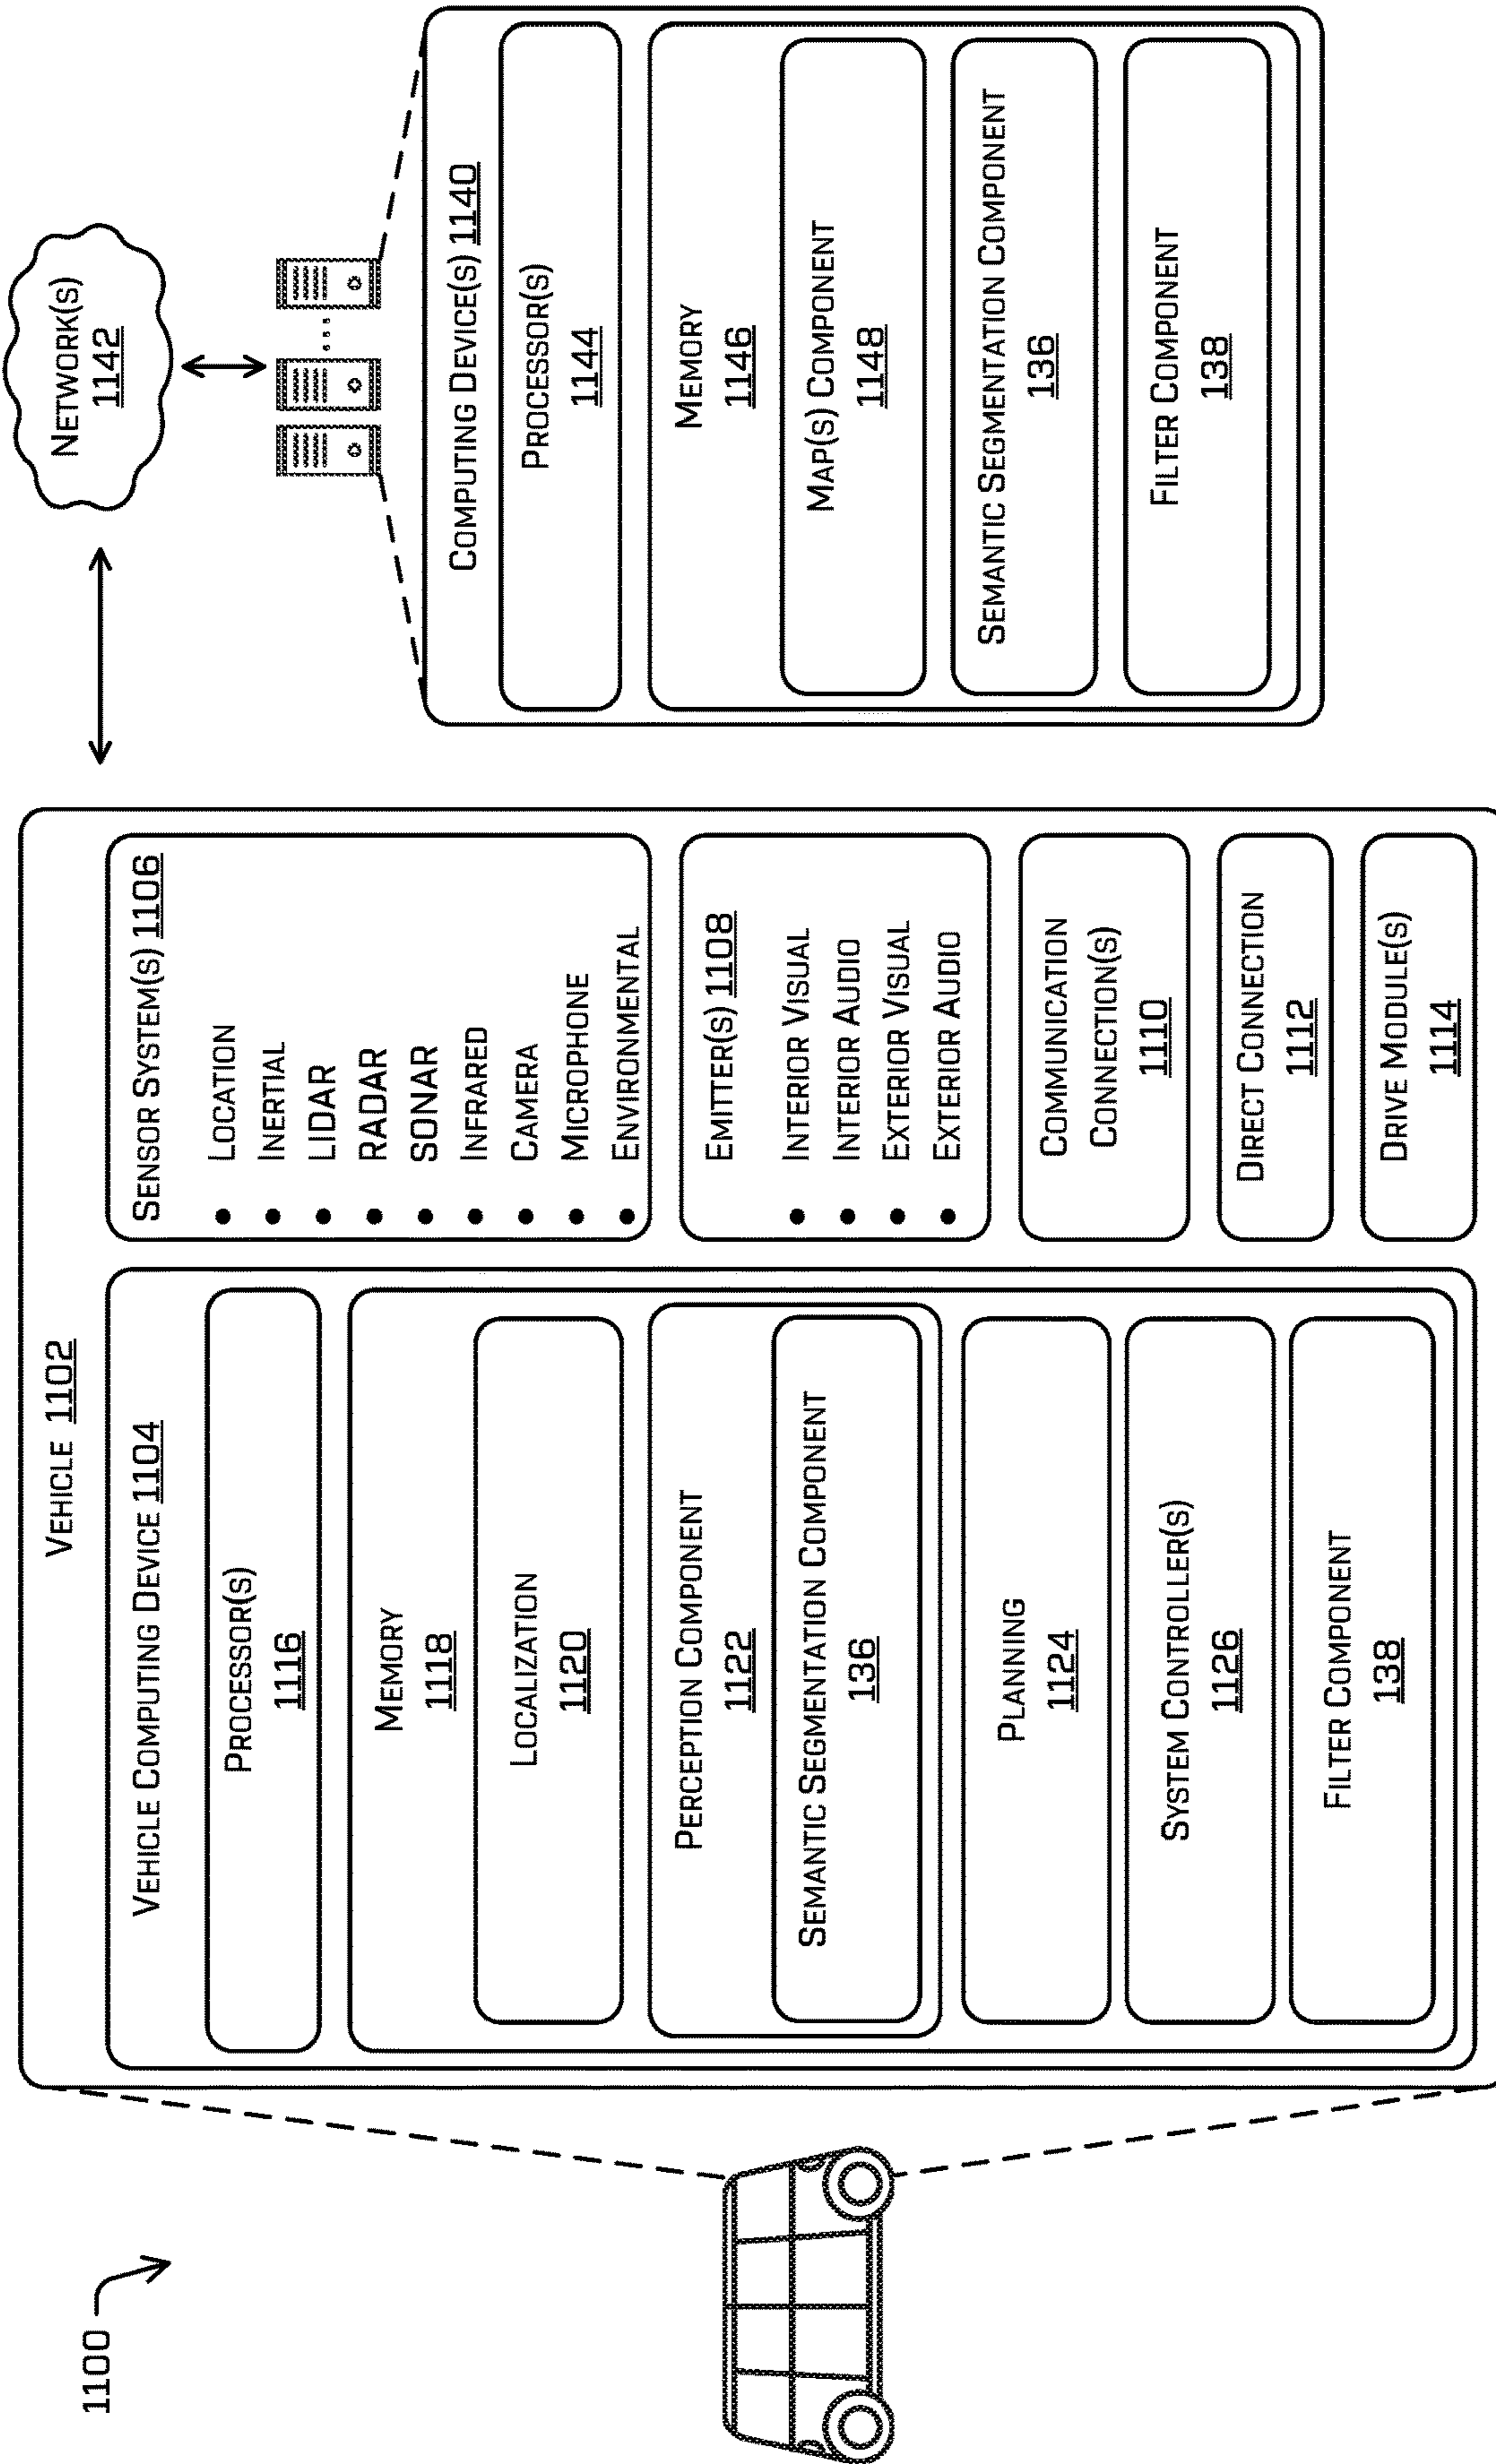 1100
VEHICLE 1102
VEHICLE COMPUTING DEVICE 1104
PROCESSOR(S)
1116
MEMORY
1118
LOCALIZATION
1120
PERCEPTION COMPONENT
1122
SEMANTIC SEGMENTATION COMPONENT
136
PLANNING
1124
SYSTEM CONTROLLER(S)
1126
FILTER COMPONENT
138
SENSOR SYSTEM(S) 1106
• LOCATION
• INERTIAL
• LIDAR
• RADAR
• SONAR
• INFRARED
• CAMERA
• MICROPHONE
• ENVIRONMENTAL
EMITTER(S) 1108
• INTERIOR VISUAL
• INTERIOR AUDIO
• EXTERIOR VISUAL
• EXTERIOR AUDIO
COMMUNICATION
CONNECTION(S)
1110
DIRECT CONNECTION
1112
DRIVE MODULE(S)
1114
NETWORK(S)
1142
COMPUTING DEVICE(S) 1140
PROCESSOR(S)
1144
MEMORY
1146
MAP(S) COMPONENT
1148
SEMANTIC SEGMENTATION COMPONENT
136
FILTER COMPONENT
138